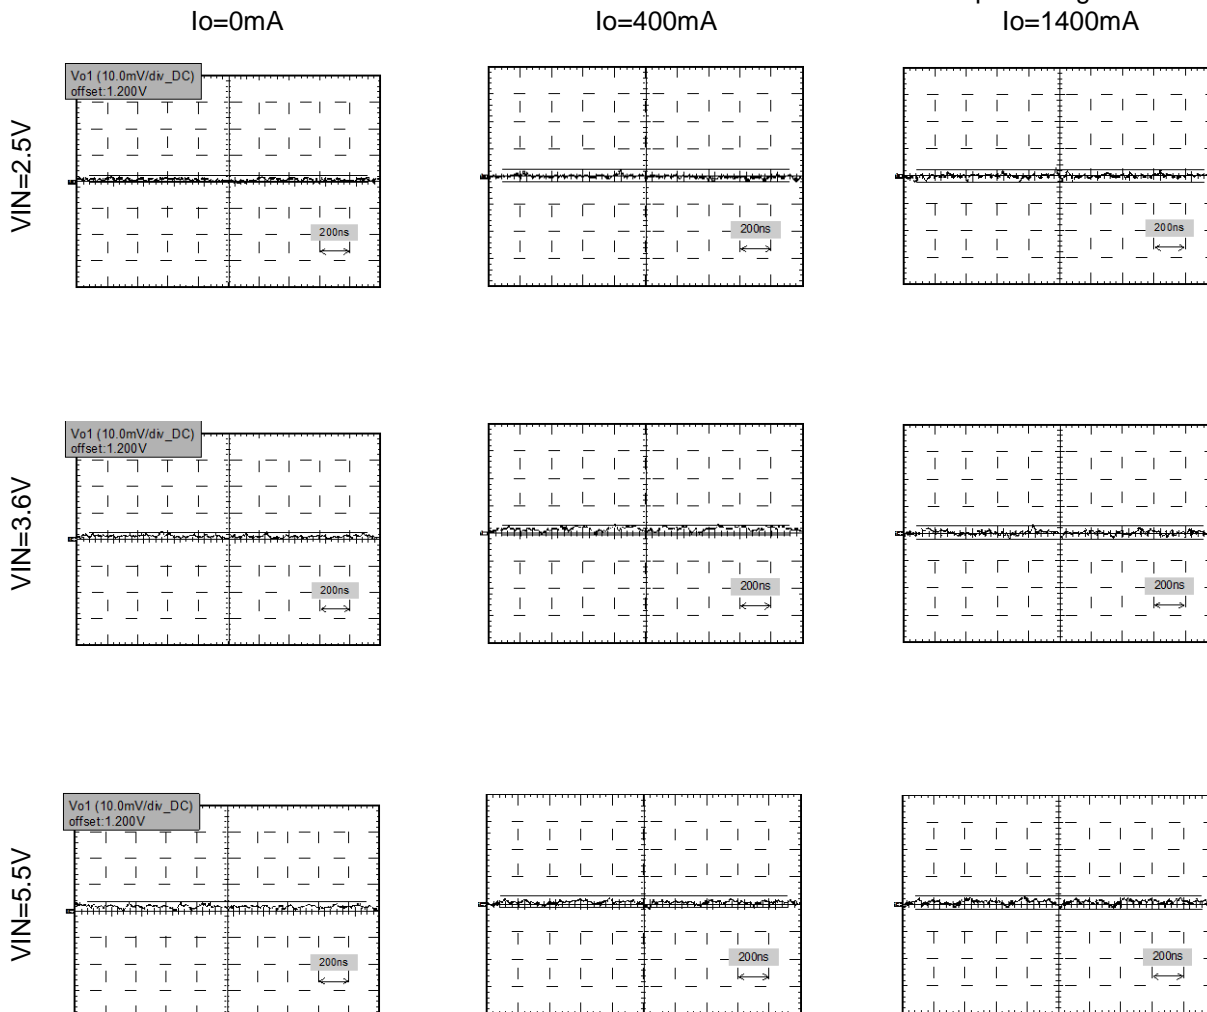 Io=0mA
Io=400mA
Io=1400mA
VIN=2.5V
Vo1 (10.0mV/div_DC)
offset:1.200V
200ns
200ns
200ns
VIN=3.6V
Vo1 (10.0mV/div_DC)
offset:1.200V
200ns
200ns
200ns
VIN=5.5V
Vo1 (10.0mV/div_DC)
offset:1.200V
200ns
200ns
200ns